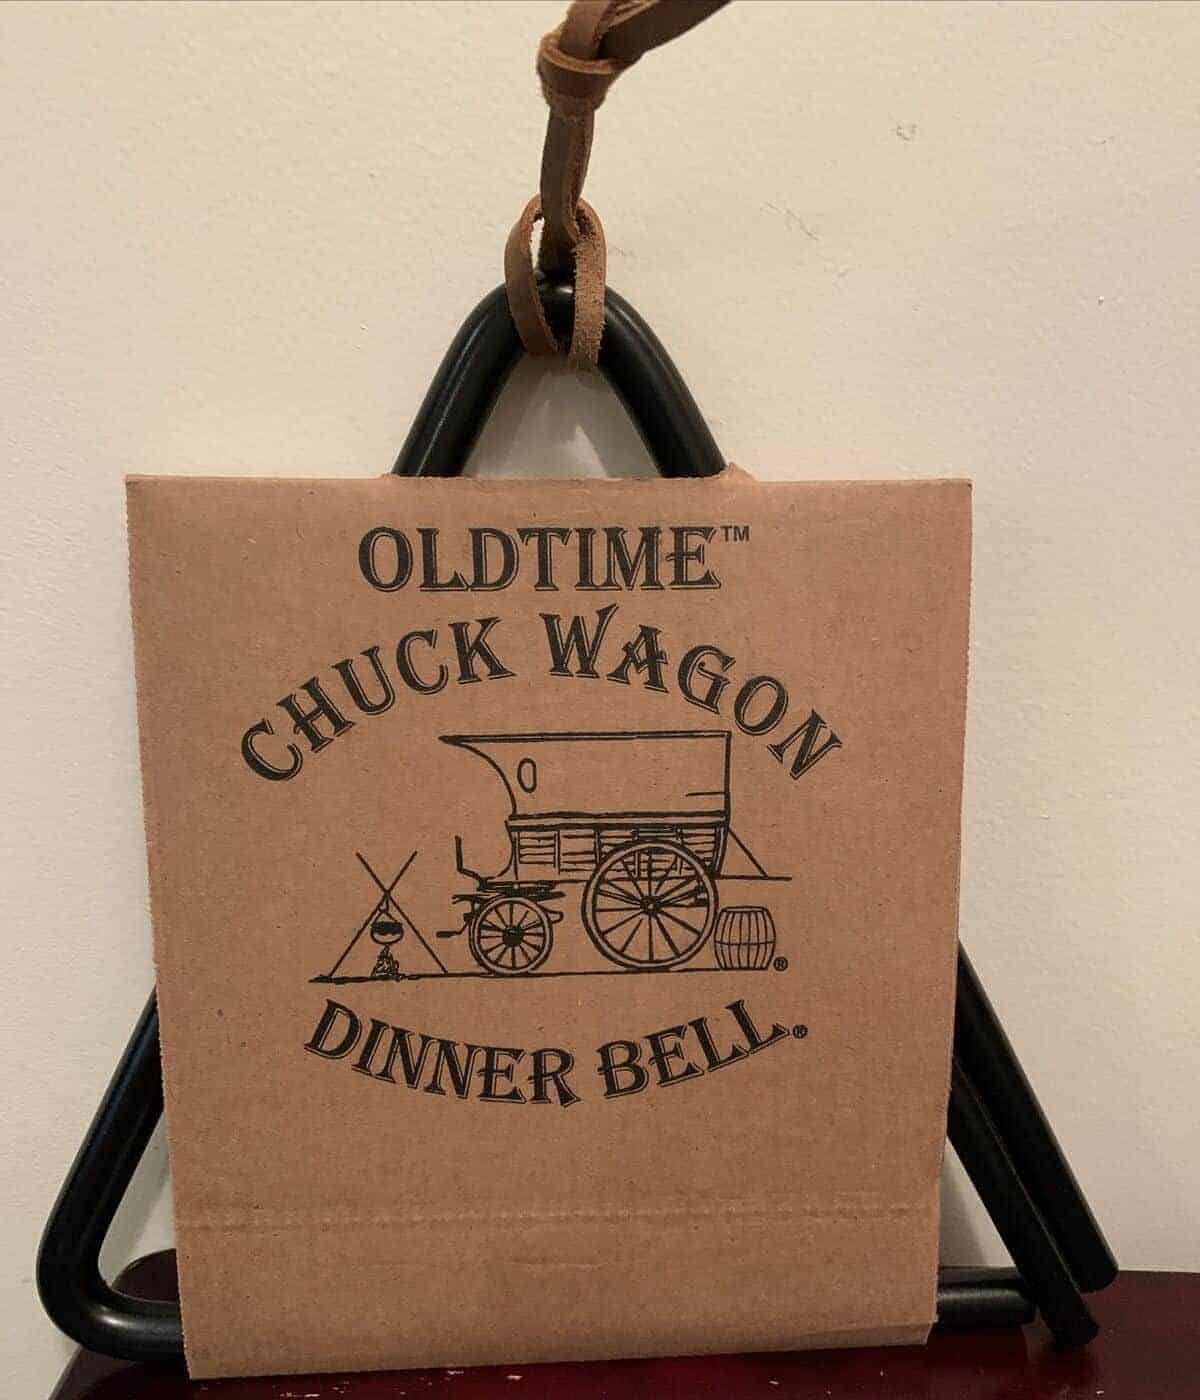 OLDTIME™
CHUCK WAGON
®
DINNER BELL®